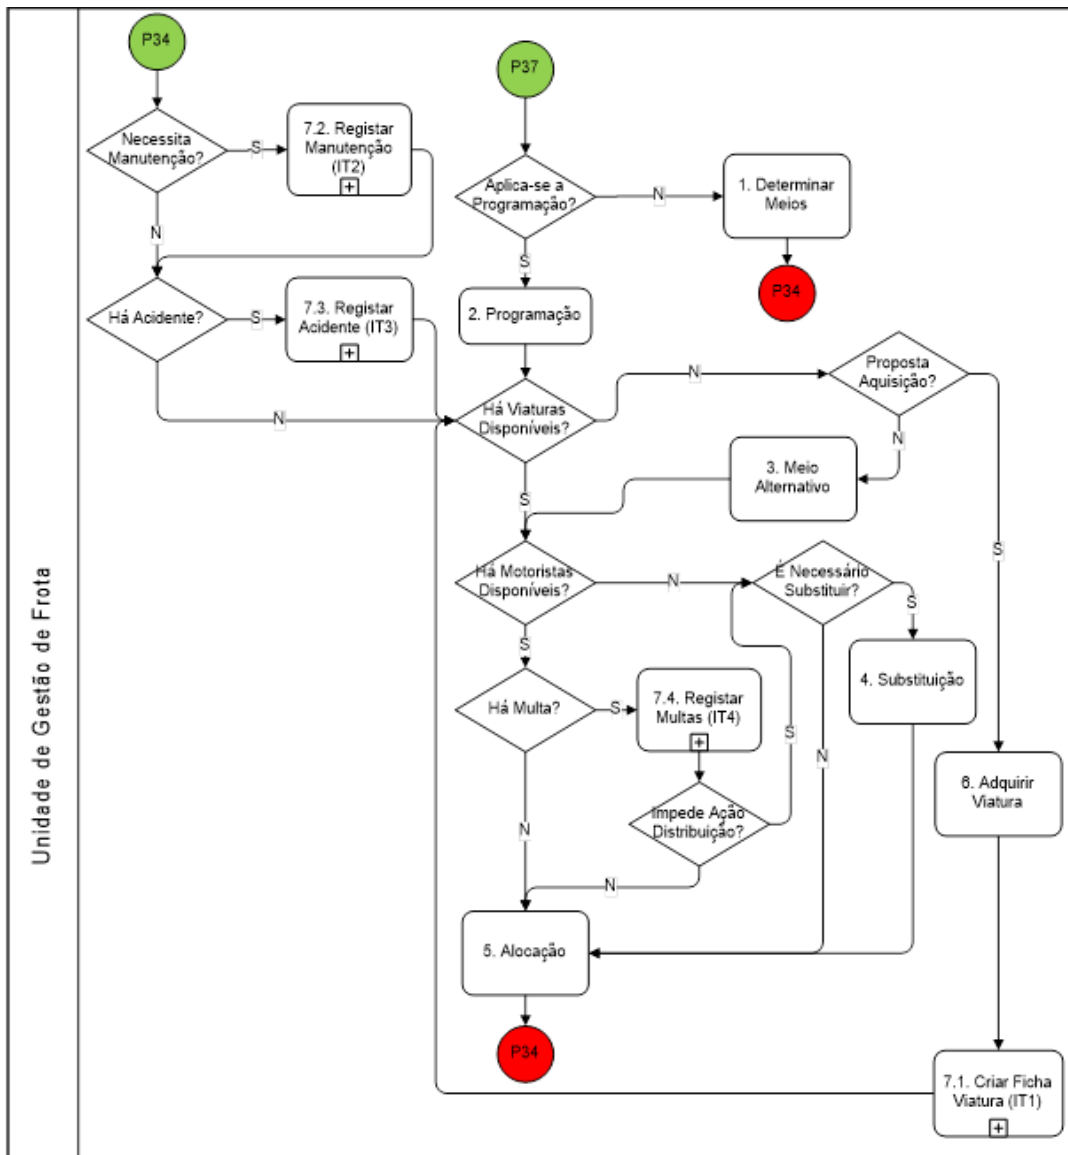 Unidade de Gestão de Frota
P34
P37
Necessita
Manutenção?
S
7.2. Registar
Manutenção
(IT2)
N
Aplica-se a
Programação?
N
1. Determinar
Meios
S
P34
Há Acidente?
S
7.3. Registar
Acidente (IT3)
2. Programação
N
Há Viaturas
Disponíveis?
N
Proposta
Aquisição?
N
S
3. Meio
Alternativo
S
Há Motoristas
Disponíveis?
N
É Necessário
Substituir?
S
S
4. Substituição
N
Há Multa?
S
7.4. Registar
Multas (IT4)
S
N
Impede Ação
Distribuição?
N
6. Adquirir
Viatura
5. Alocação
P34
7.1. Criar Ficha
Viatura (IT1)